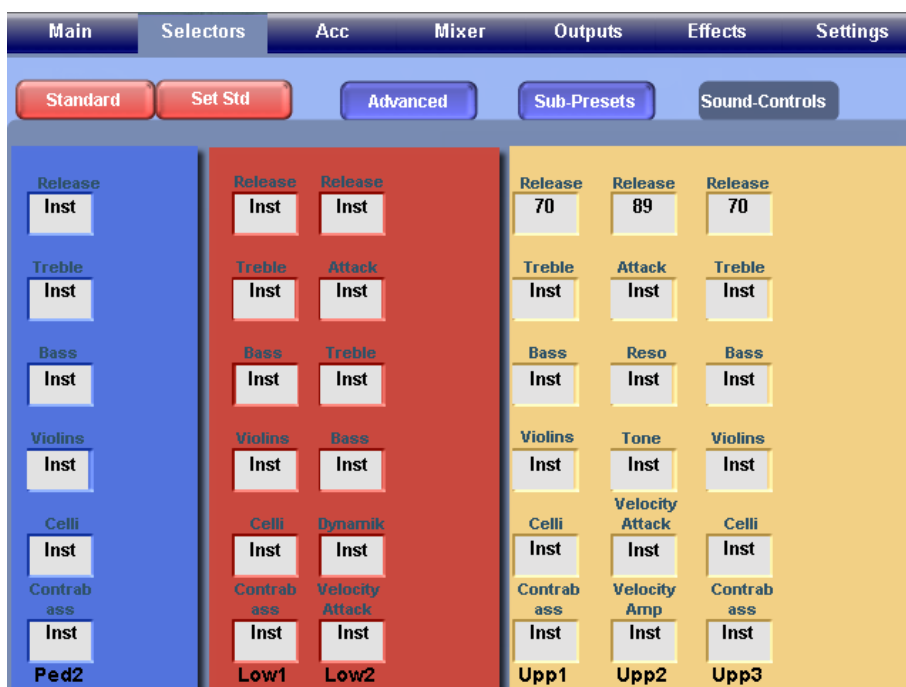 Main Selectors Acc Mixer Outputs Effects Settings
Standard Set Std Advanced Sub-Presets Sound-Controls
Release Release Release Release Release Release
Inst Inst Inst 70 89 70
Treble Treble Attack Treble Attack Treble
Inst Inst Inst Inst Inst Inst
Bass Bass Treble Bass Reso Bass
Inst Inst Inst Inst Inst Inst
Violins Violins Bass Violins Tone Violins
Inst Inst Inst Inst Inst Inst
Velocity
Celli Celli Dynamik Celli Attack Celli
Inst Inst Inst Inst Inst Inst
Contrab Contrab Velocity Contrab Velocity Contrab
ass ass Attack ass Amp ass
Inst Inst Inst Inst Inst Inst
Ped2 Low1 Low2 Upp1 Upp2 Upp3